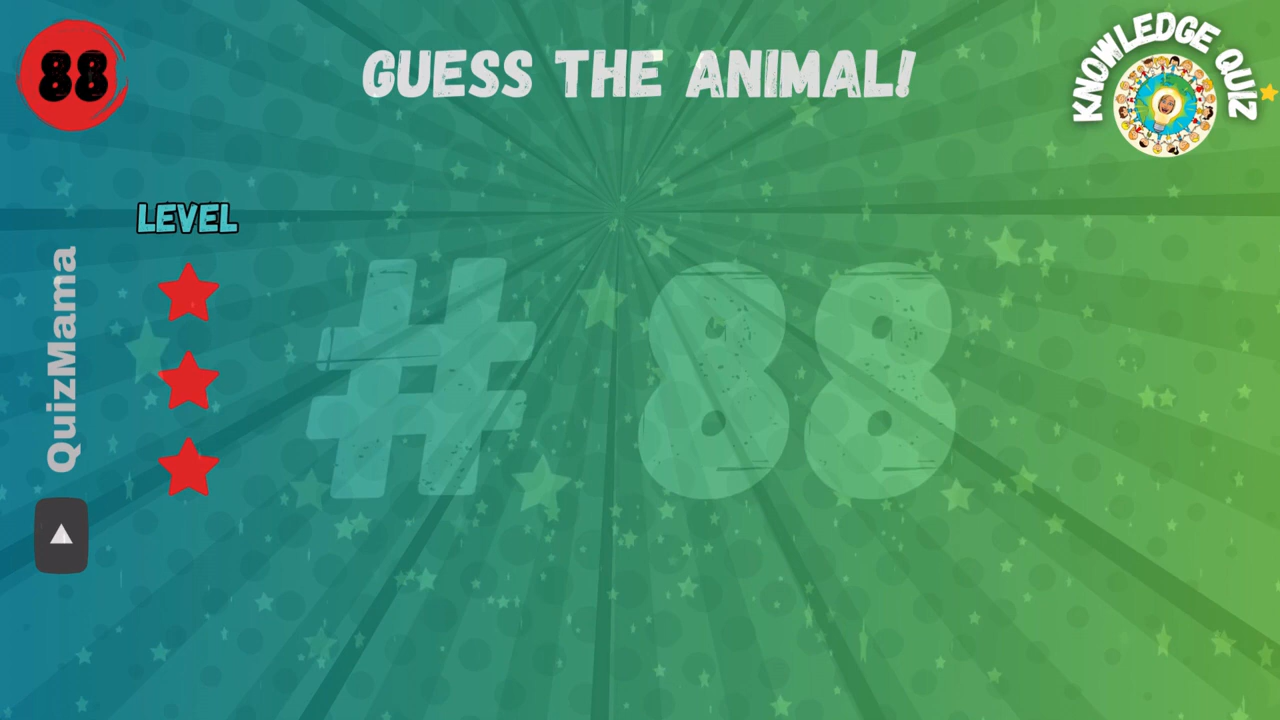 88
GUESS THE ANIMAL!
KNOWLEDGE QUIZ
LEVEL
QuizMama
# 88